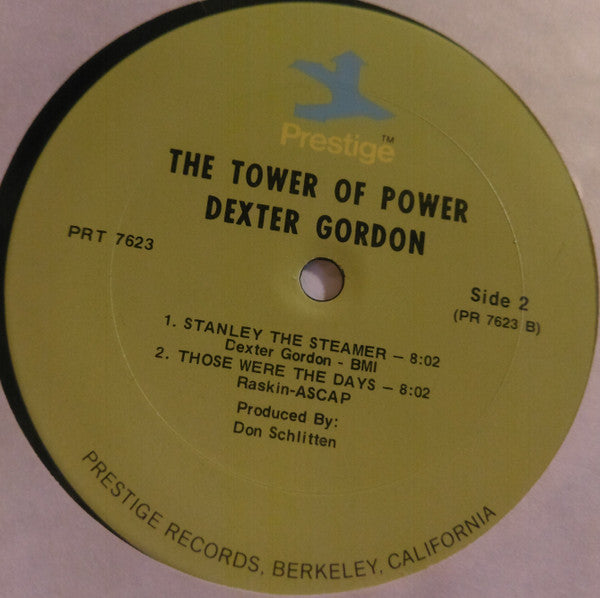 Prestige™
THE TOWER OF POWER
DEXTER GORDON
PRT 7623
Side 2
(PR 7623 B)
1. STANLEY THE STEAMER – 8:02
Dexter Gordon - BMI
2. THOSE WERE THE DAYS – 8:02
Raskin-ASCAP
Produced By:
Don Schlitten
PRESTIGE RECORDS, BERKELEY, CALIFORNIA